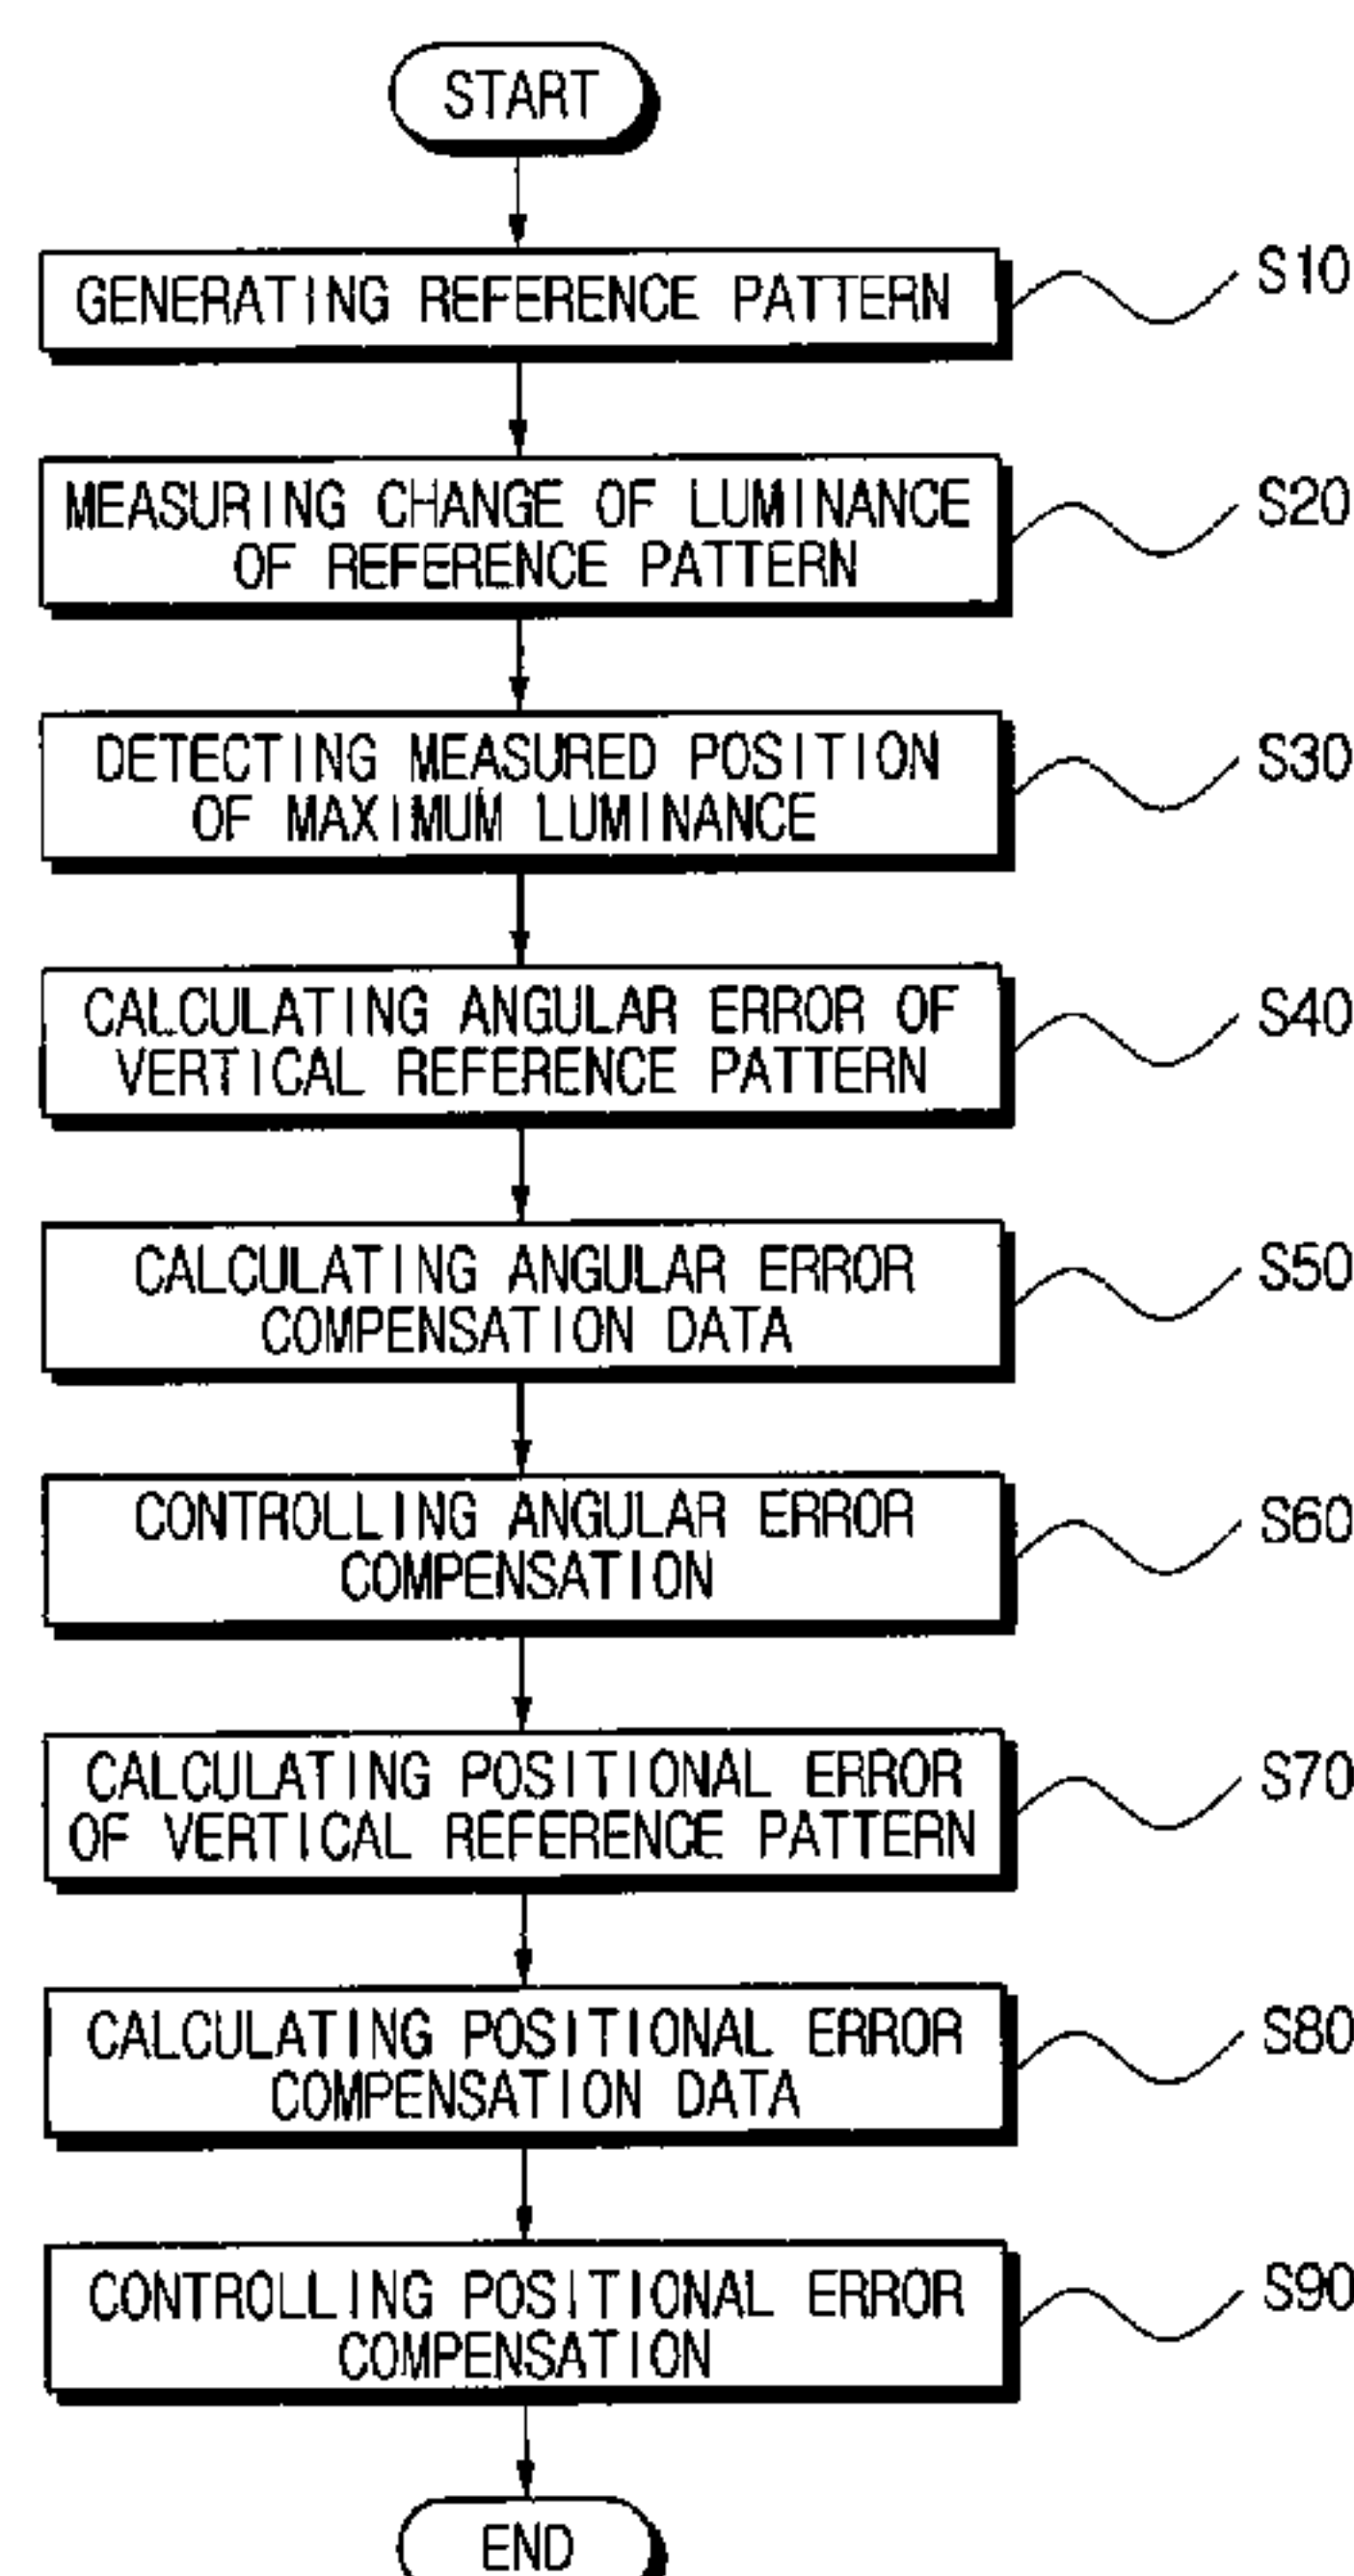 START
GENERATING REFERENCE PATTERN
S10
MEASURING CHANGE OF LUMINANCE
OF REFERENCE PATTERN
S20
DETECTING MEASURED POSITION
OF MAXIMUM LUMINANCE
S30
CALCULATING ANGULAR ERROR OF
VERTICAL REFERENCE PATTERN
S40
CALCULATING ANGULAR ERROR
COMPENSATION DATA
S50
CONTROLLING ANGULAR ERROR
COMPENSATION
S60
CALCULATING POSITIONAL ERROR
OF VERTICAL REFERENCE PATTERN
S70
CALCULATING POSITIONAL ERROR
COMPENSATION DATA
S80
CONTROLLING POSITIONAL ERROR
COMPENSATION
S90
END